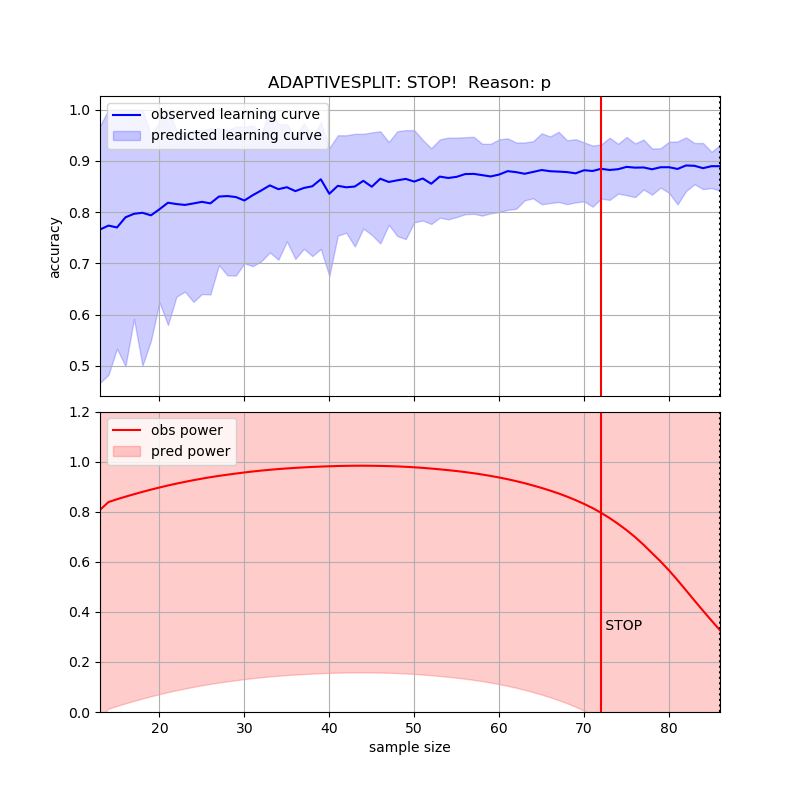 ADAPTIVESPLIT: STOP!  Reason: p
observed learning curve
predicted learning curve
1.0
0.9
0.8
0.7
0.6
0.5
accuracy
obs power
pred power
1.2
1.0
0.8
0.6
0.4
0.2
0.0
STOP
20 30 40 50 60 70 80
sample size